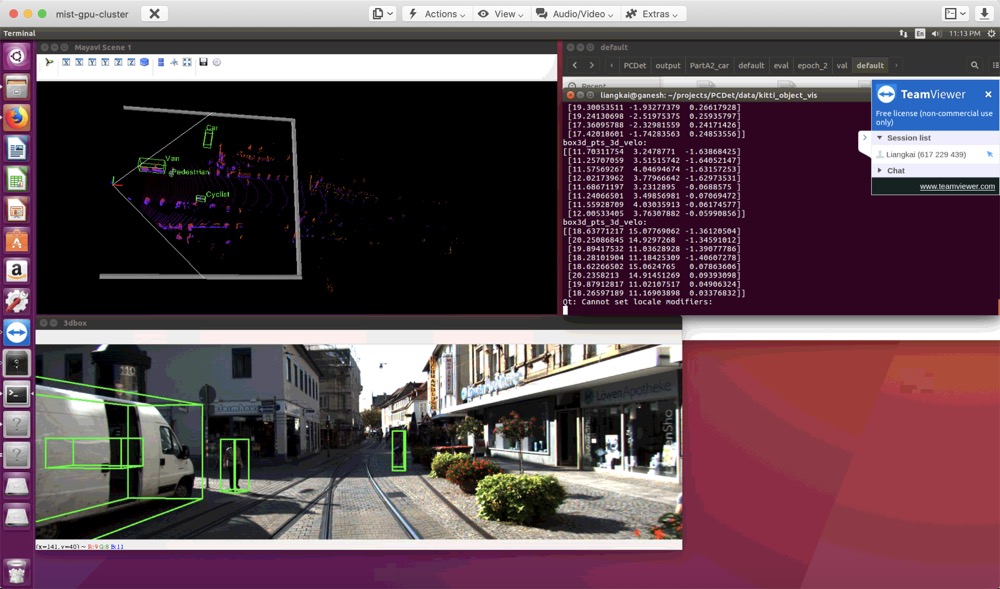 mist-gpu-cluster
Actions
View
Audio/Video
Extras
Terminal
En
11:13 PM
Mayavi Scene 1
Car
Van
Pedestrian
Cyclist
default
PCDet
output
PartA2_car
default
eval
epoch_2
val
default
Recent
liangkai@ganesh: ~/projects/PCDet/data/kitti_object_vis
[19.30053511 -1.93277379  0.26617928]
[19.24130698 -2.51975375  0.25935797]
[17.36095788 -2.32981559  0.24171426]
[17.42018601 -1.74283563  0.24853556]]
box3d_pts_3d_velo:
[[11.70311754  3.2478771  -1.63868425]
[11.25707059  3.51515742 -1.64052147]
[11.57569267  4.04694674 -1.63157253]
[12.02173962  3.77966642 -1.62973531]
[11.68671197  3.2312895  -0.0688575 ]
[11.24066501  3.49856981 -0.07069472]
[11.55928709  4.03035913 -0.06174577]
[12.00533405  3.76307882 -0.05990856]]
box3d_pts_3d_velo:
[[18.63771217 15.07769062 -1.36120504]
[20.25086845 14.9297268  -1.34591012]
[19.89417532 11.03628928 -1.39077786]
[18.28101904 11.18425309 -1.40607278]
[18.62266502 15.0624765   0.07863606]
[20.2358213  14.91451269  0.09393098]
[19.87912817 11.02107517  0.04906324]
[18.26597189 11.16903898  0.03376832]]
Qt: Cannot set locale modifiers:
TeamViewer
Free license (non-commercial use only)
Session list
Liangkai (617 229 439)
Chat
www.teamviewer.com
3dbox
110
Löwen Apotheke
(x=141, y=40) ~ R:9 G:8 B:11